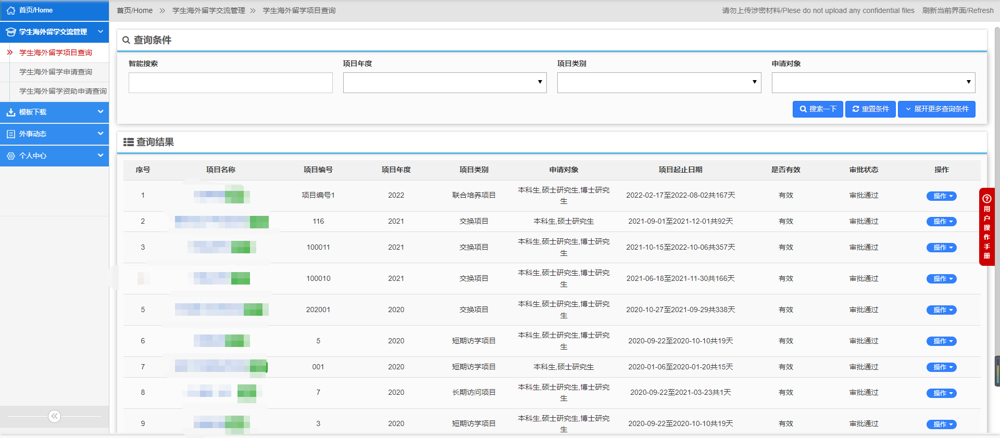 首页/Home
学生海外留学交流管理
学生海外留学项目查询
学生海外留学申请查询
学生海外留学资助申请查询
模板下载
外事动态
个人中心
首页/Home 学生海外留学交流管理 学生海外留学项目查询 请勿上传涉密材料/Plese do not upload any confidential files 刷新当前界面/Refresh
查询条件
智能搜索 项目年度 项目类别 申请对象
搜索一下 重置条件 展开更多查询条件
查询结果
序号 项目名称 项目编号 项目年度 项目类别 申请对象 项目起止日期 是否有效 审批状态 操作
1 项目编号1 2022 联合培养项目 本科生,硕士研究生,博士研究生 2022-02-17至2022-08-02共167天 有效 审批通过 操作
2 116 2021 交换项目 本科生,硕士研究生 2021-09-01至2021-12-01共92天 有效 审批通过 操作
3 100011 2021 交换项目 本科生,硕士研究生,博士研究生 2021-10-15至2022-10-06共357天 有效 审批通过 操作
100010 2021 交换项目 本科生,硕士研究生,博士研究生 2021-06-18至2021-11-30共166天 有效 审批通过 操作
5 202001 2020 交换项目 本科生,硕士研究生,博士研究生 2020-10-27至2021-09-29共338天 有效 审批通过 操作
6 5 2020 短期访学项目 本科生,硕士研究生,博士研究生 2020-09-22至2020-10-10共19天 有效 审批通过 操作
7 001 2020 短期访学项目 本科生,硕士研究生 2020-01-06至2020-01-20共15天 有效 审批通过 操作
8 7 2020 长期访问项目 本科生,硕士研究生,博士研究生 2020-09-22至2021-03-23共1天 有效 审批通过 操作
9 3 2020 短期访学项目 本科生,硕士研究生,博士研究生 2020-09-22至2020-10-10共19天 有效 审批通过 操作
用户操作手册